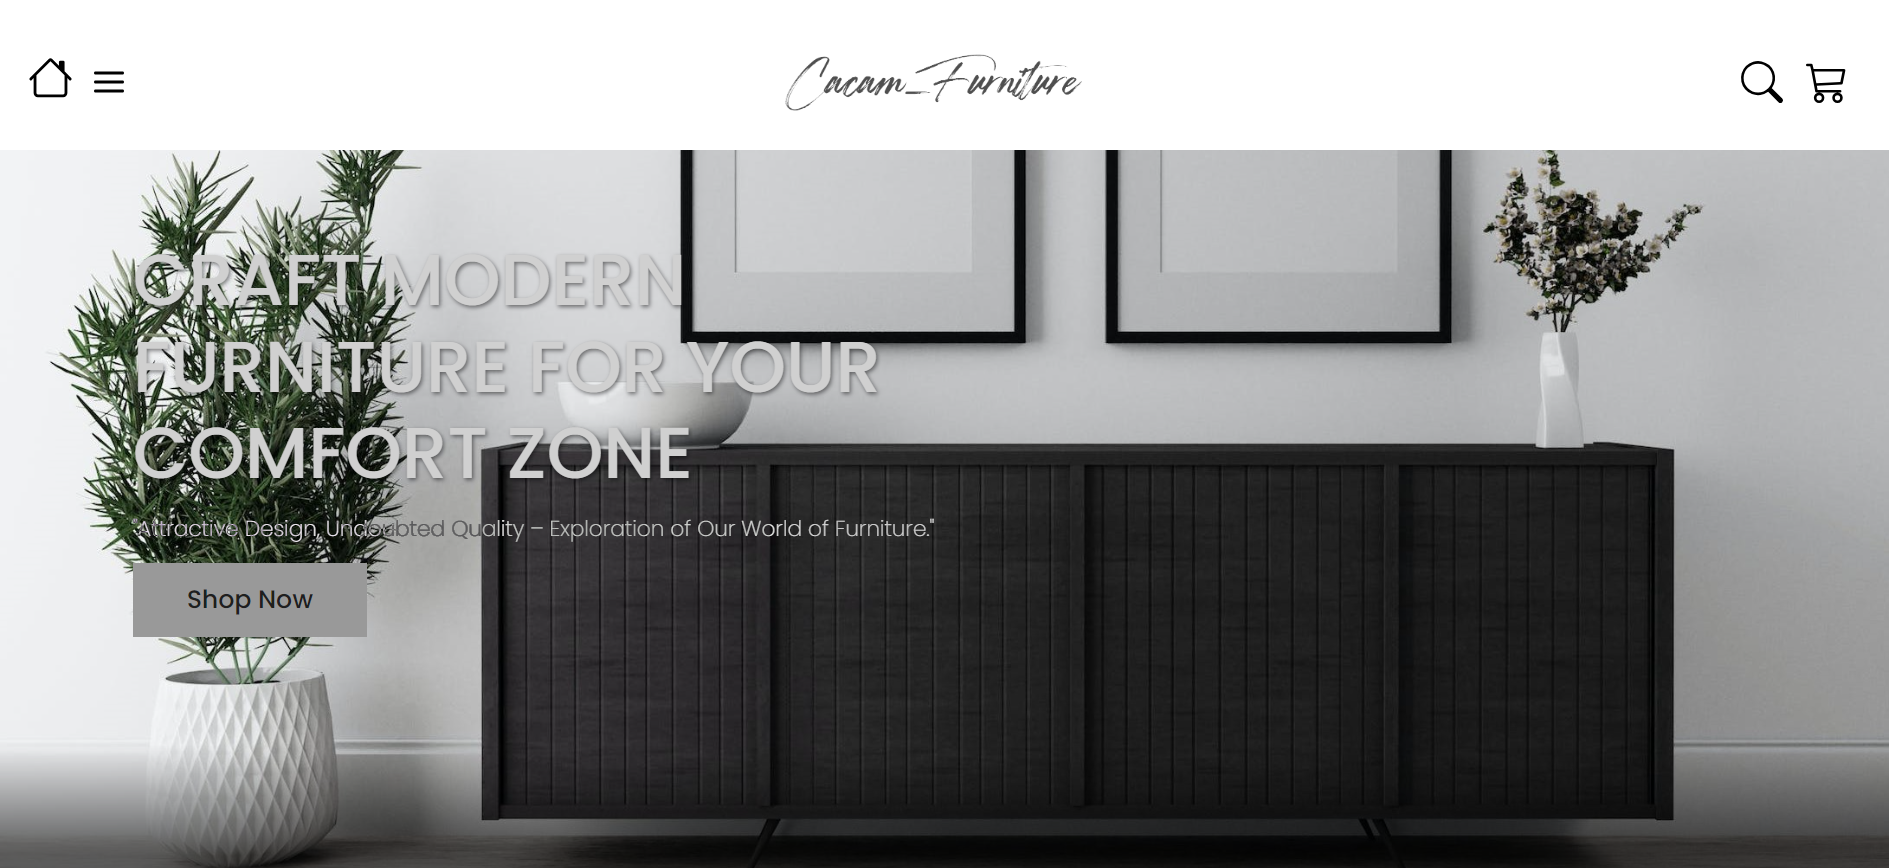 Cacam_Furniture
CRAFT MODERN
FURNITURE FOR YOUR
COMFORT ZONE
"Attractive Design, Undoubted Quality – Exploration of Our World of Furniture."
Shop Now